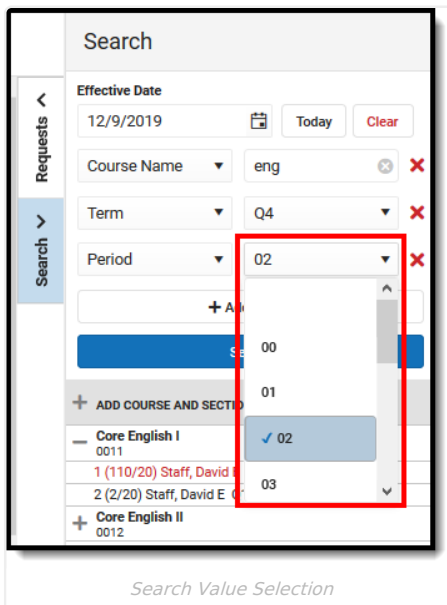 Search
Requests
Search
Effective Date
12/9/2019 Today Clear
Course Name eng
Term Q4
Period 02
00
01
✓ 02
03
ADD COURSE AND
Core English I
0011
1 (110/20) Staff, David
2 (2/20) Staff, David E
Core English II
0012
Search Value Selection